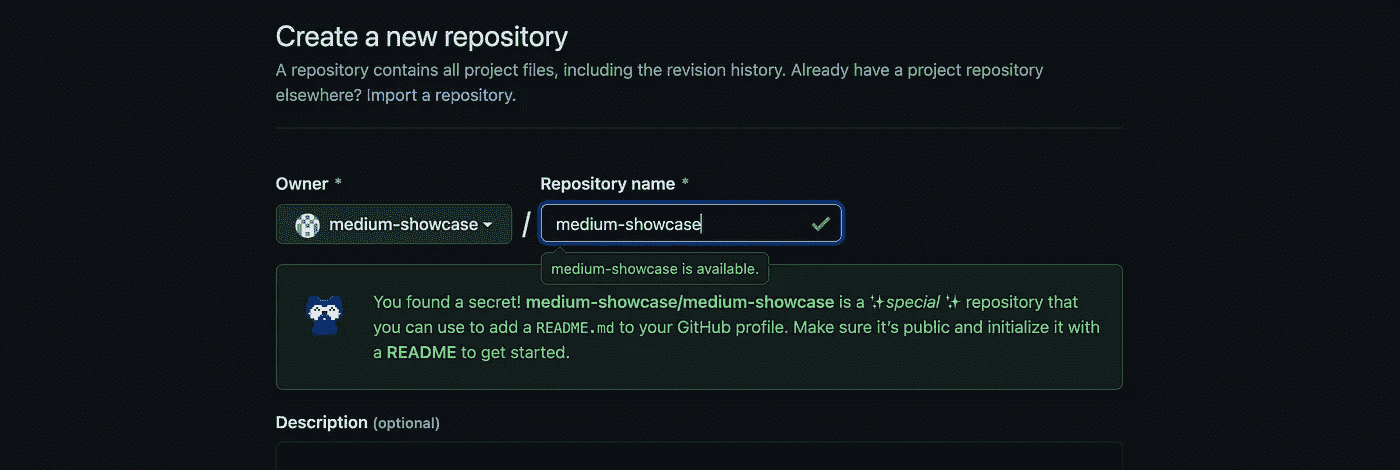 Create a new repository
A repository contains all project files, including the revision history. Already have a project repository
elsewhere? Import a repository.
Owner *
Repository name *
medium-showcase
/
medium-showcase
medium-showcase is available.
You found a secret! medium-showcase/medium-showcase is a ✨special ✨ repository that
you can use to add a README.md to your GitHub profile. Make sure it’s public and initialize it with
a README to get started.
Description (optional)